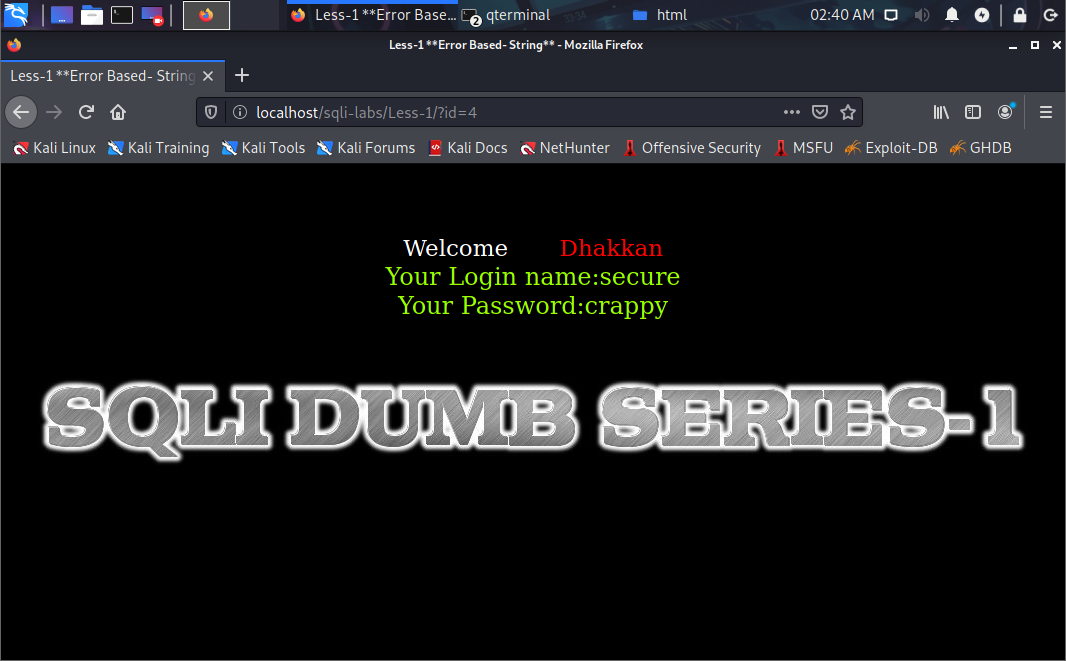 Less-1 **Error Base... 2 qterminal html 02:40 AM
Less-1 **Error Based- String** - Mozilla Firefox
Less-1 **Error Based- String
localhost/sqli-labs/Less-1/?id=4
Kali Linux Kali Training Kali Tools Kali Forums Kali Docs NetHunter Offensive Security MSFU Exploit-DB GHDB
Welcome Dhakkan
Your Login name:secure
Your Password:crappy
SQLI DUMB SERIES-1